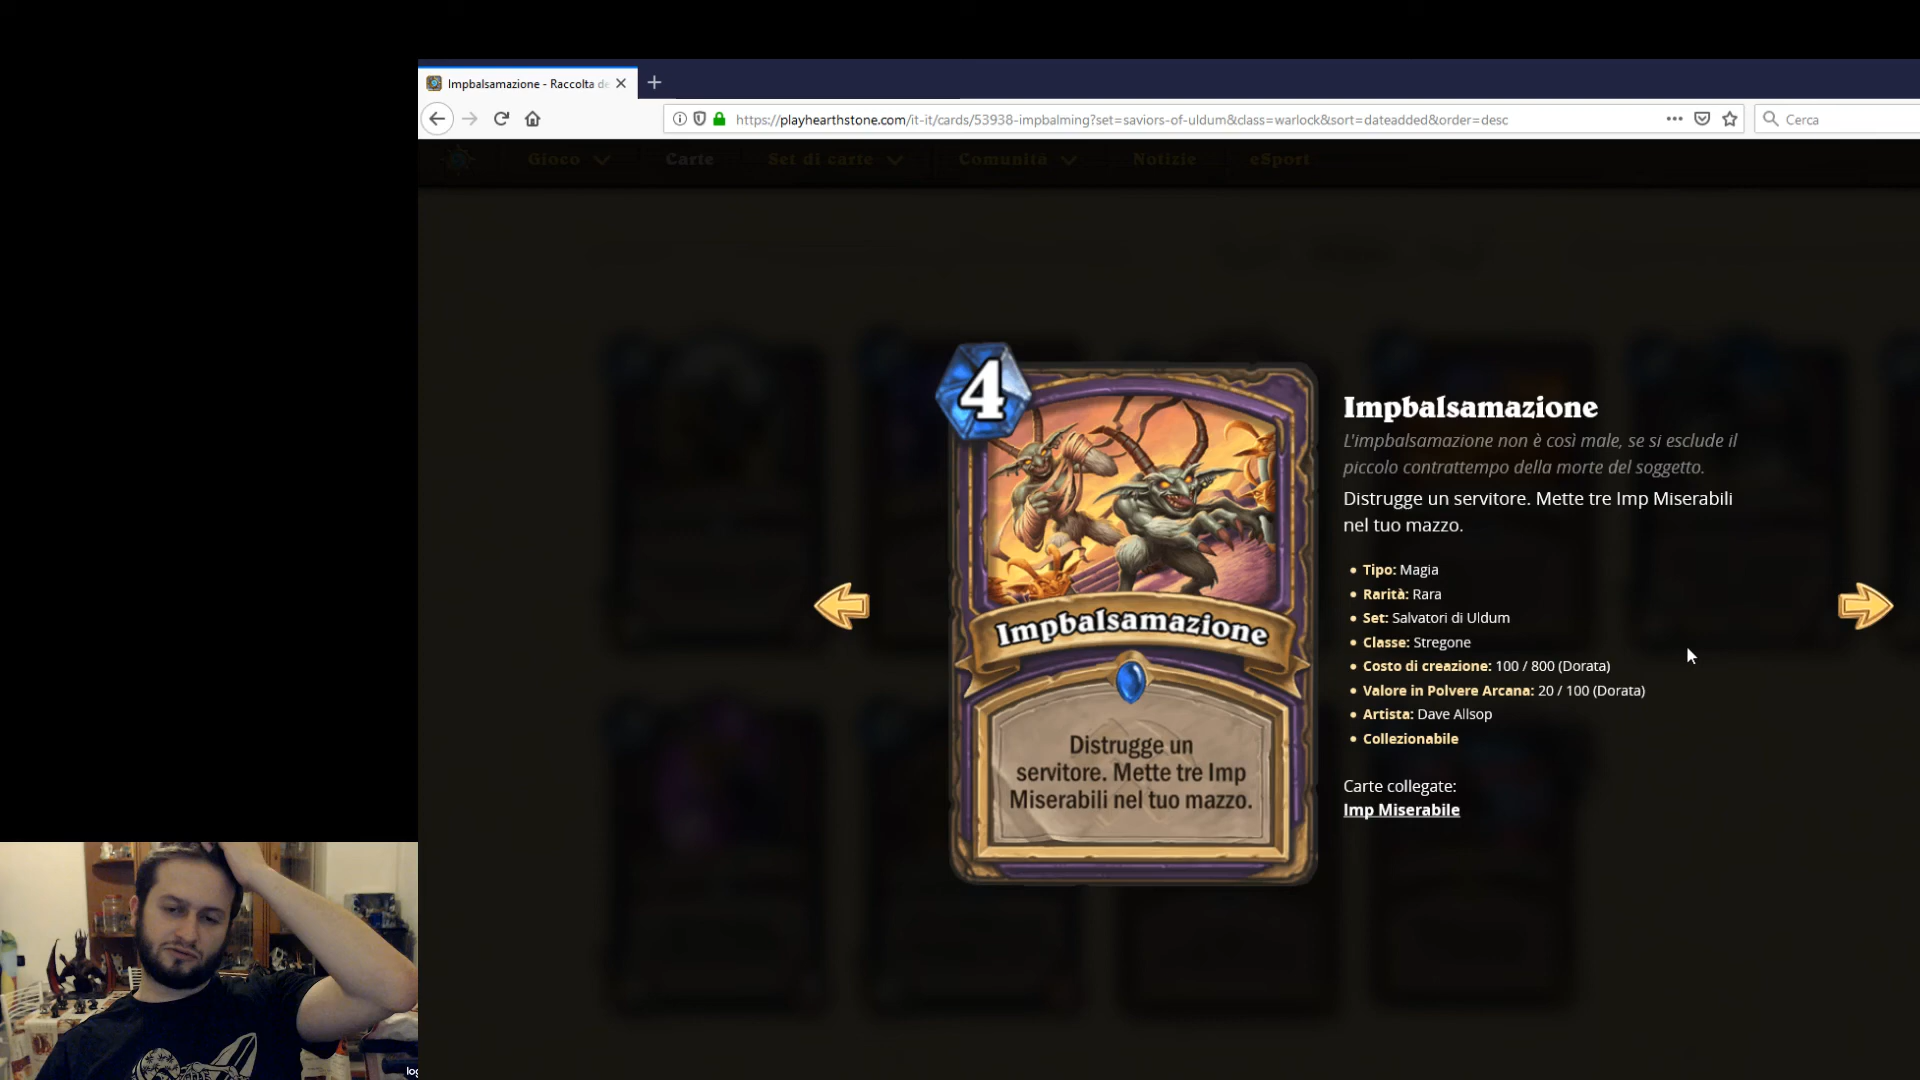 Impbalsamazione - Raccolta de
https://playhearthstone.com/it-it/cards/53938-impbalming?set=saviors-of-uldum&class=warlock&sort=dateadded&order=desc
Cerca
Gioco Carte Set di carte Comunità Notizie eSport
4
Impbalsamazione
Distrugge un
servitore. Mette tre Imp
Miserabili nel tuo mazzo.
Impbalsamazione
L'impbalsamazione non è così male, se si esclude il
piccolo contrattempo della morte del soggetto.
Distrugge un servitore. Mette tre Imp Miserabili
nel tuo mazzo.
Tipo: Magia
Rarità: Rara
Set: Salvatori di Uldum
Classe: Stregone
Costo di creazione: 100 / 800 (Dorata)
Valore in Polvere Arcana: 20 / 100 (Dorata)
Artista: Dave Allsop
Collezionabile
Carte collegate:
Imp Miserabile
log